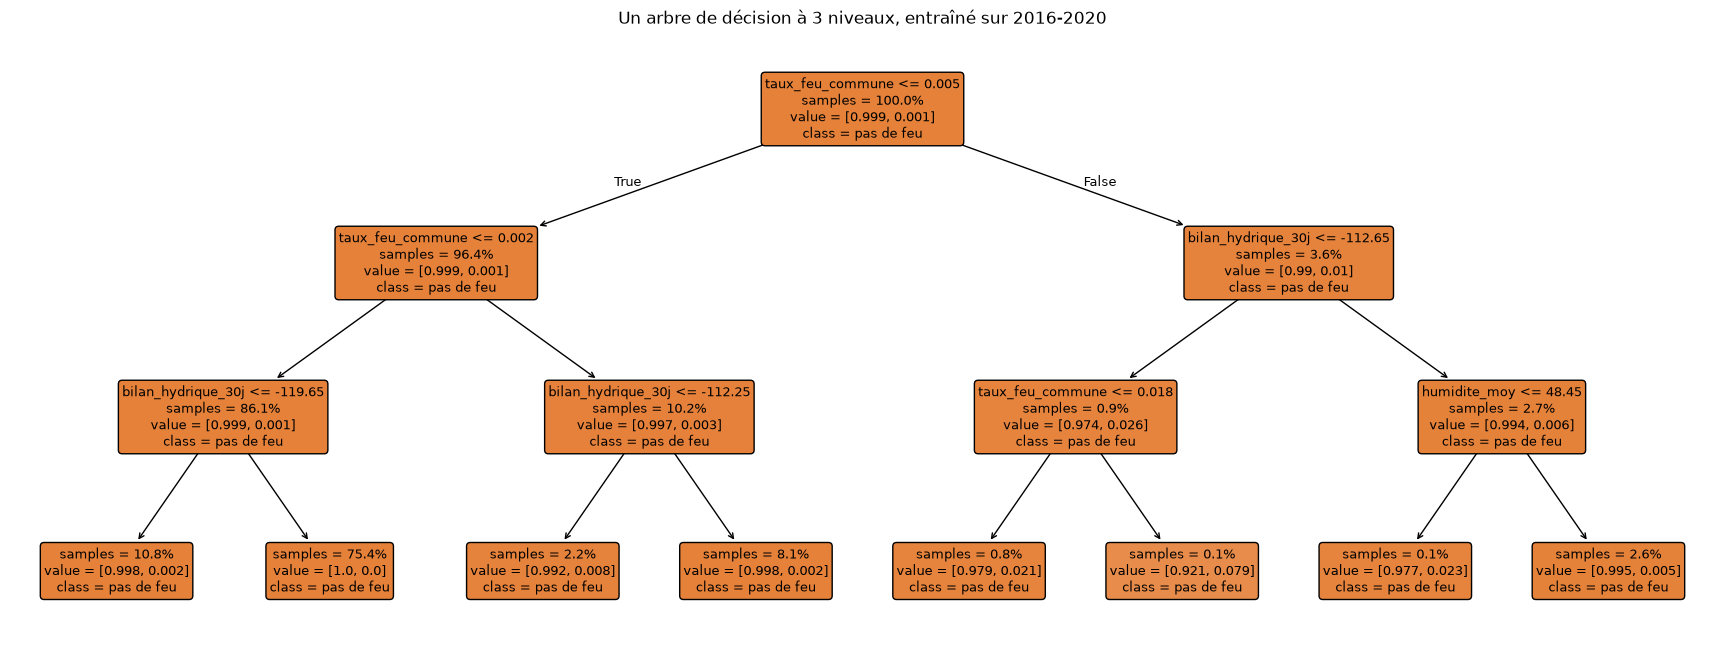 Un arbre de décision à 3 niveaux, entraîné sur 2016-2020
taux_feu_commune <= 0.005
samples = 100.0%
value = [0.999, 0.001]
class = pas de feu
True
False
taux_feu_commune <= 0.002
samples = 96.4%
value = [0.999, 0.001]
class = pas de feu
bilan_hydrique_30j <= -112.65
samples = 3.6%
value = [0.99, 0.01]
class = pas de feu
bilan_hydrique_30j <= -119.65
samples = 86.1%
value = [0.999, 0.001]
class = pas de feu
bilan_hydrique_30j <= -112.25
samples = 10.2%
value = [0.997, 0.003]
class = pas de feu
taux_feu_commune <= 0.018
samples = 0.9%
value = [0.974, 0.026]
class = pas de feu
humidite_moy <= 48.45
samples = 2.7%
value = [0.994, 0.006]
class = pas de feu
samples = 10.8%
value = [0.998, 0.002]
class = pas de feu
samples = 75.4%
value = [1.0, 0.0]
class = pas de feu
samples = 2.2%
value = [0.992, 0.008]
class = pas de feu
samples = 8.1%
value = [0.998, 0.002]
class = pas de feu
samples = 0.8%
value = [0.979, 0.021]
class = pas de feu
samples = 0.1%
value = [0.921, 0.079]
class = pas de feu
samples = 0.1%
value = [0.977, 0.023]
class = pas de feu
samples = 2.6%
value = [0.995, 0.005]
class = pas de feu